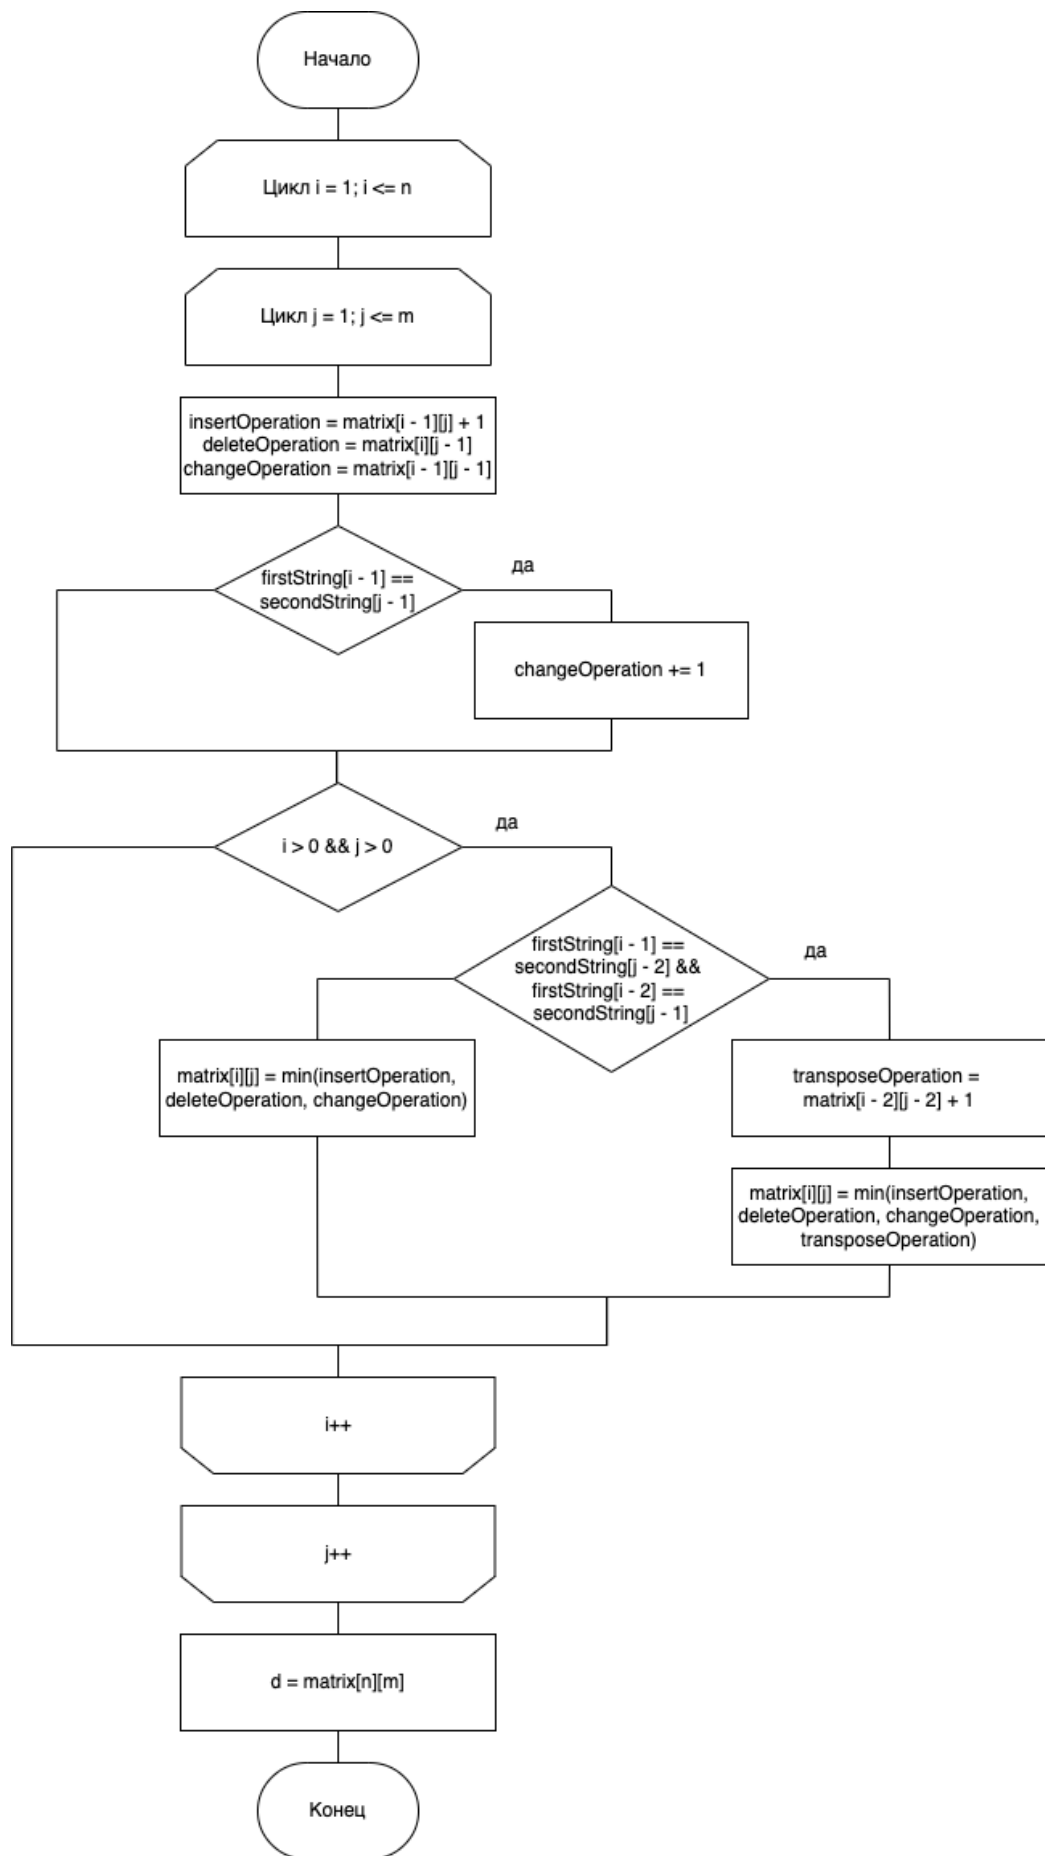 Начало
Цикл i = 1; i <= n
Цикл j = 1; j <= m
insertOperation = matrix[i - 1][j] + 1
deleteOperation = matrix[i][j - 1]
changeOperation = matrix[i - 1][j - 1]
firstString[i - 1] ==
secondString[j - 1]
да
changeOperation += 1
i > 0 && j > 0
да
firstString[i - 1] ==
secondString[j - 2] &&
firstString[i - 2] ==
secondString[j - 1]
да
matrix[i][j] = min(insertOperation,
deleteOperation, changeOperation)
transposeOperation =
matrix[i - 2][j - 2] + 1
matrix[i][j] = min(insertOperation,
deleteOperation, changeOperation,
transposeOperation)
i++
j++
d = matrix[n][m]
Конец